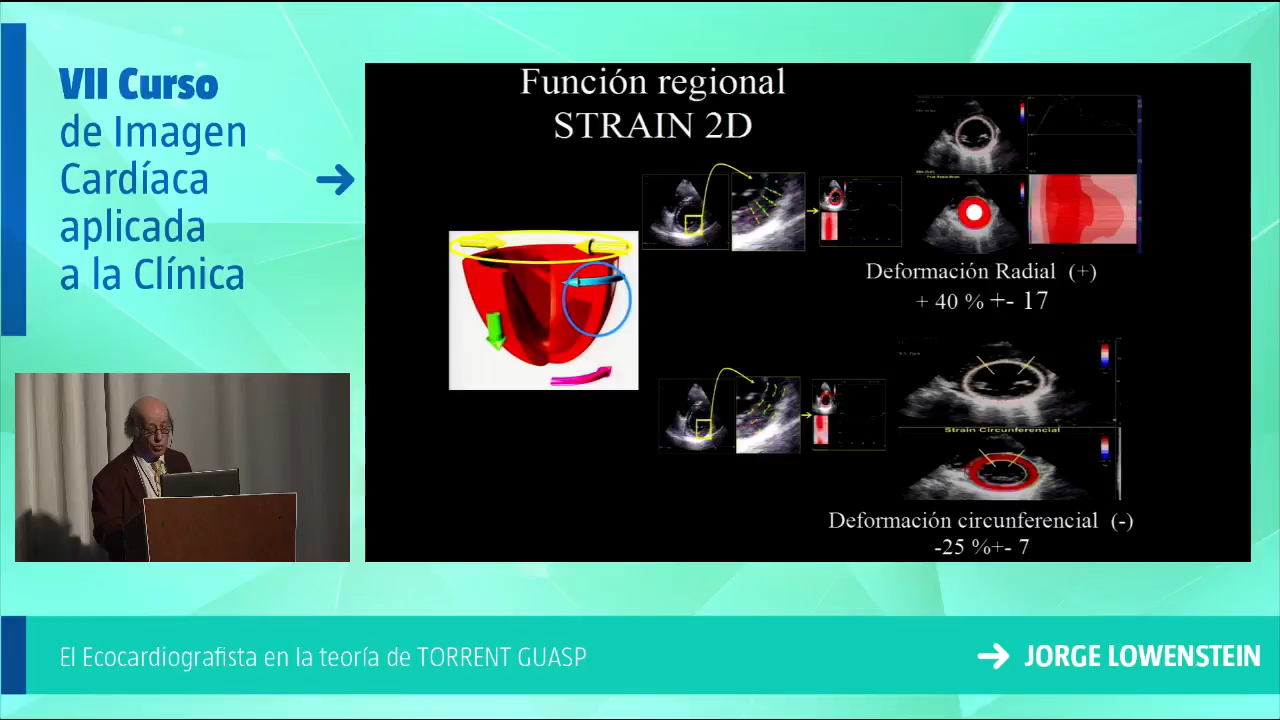 VII Curso
de Imagen
Cardíaca
aplicada
a la Clínica
Función regional
STRAIN 2D
Deformación Radial (+)
+ 40 % +- 17
Strain Circunferencial
Deformación circunferencial (-)
-25 %+- 7
El Ecocardiografista en la teoría de TORRENT GUASP
JORGE LOWENSTEIN